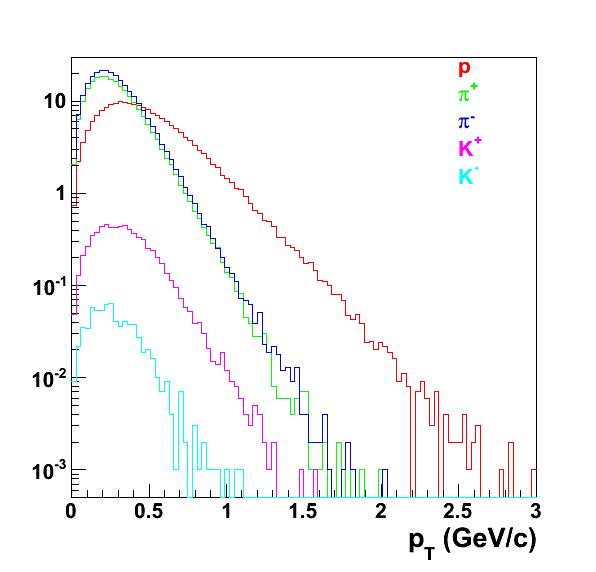 p
π⁺
π⁻
K⁺
K⁻
10
1
10⁻¹
10⁻²
10⁻³
0 0.5 1 1.5 2 2.5 3
p_T (GeV/c)